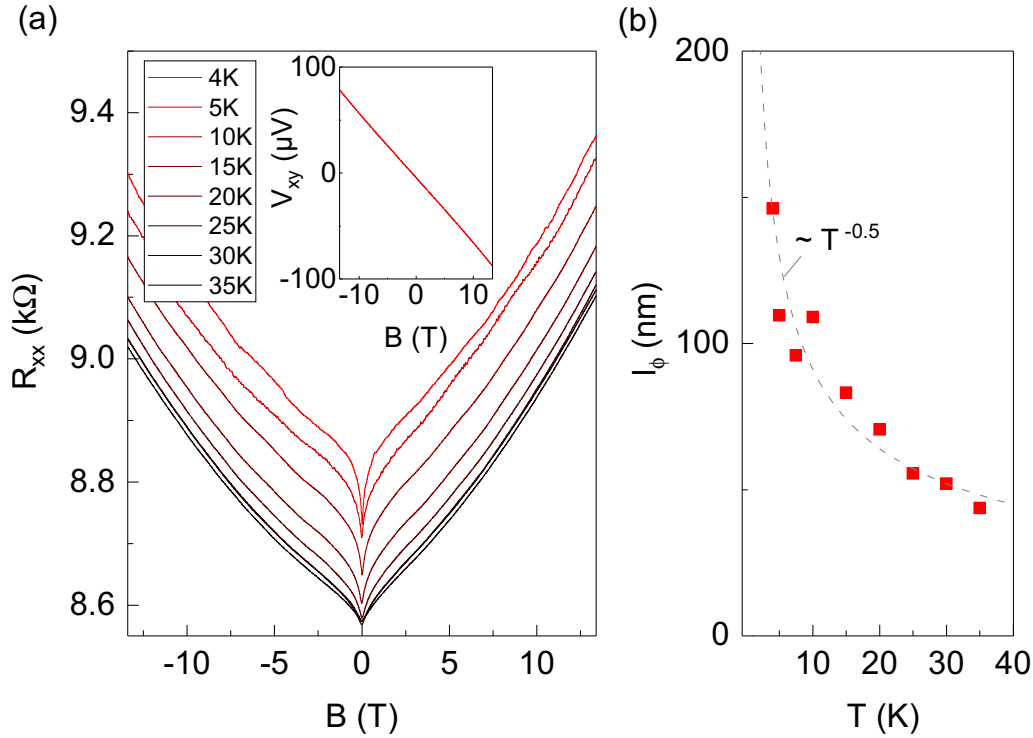 (a)
4K
5K
10K
15K
20K
25K
30K
35K
100
0
-100
V_xy (μV)
-10 0 10
B (T)
9.4
9.2
9.0
8.8
8.6
R_xx (kΩ)
-10 -5 0 5 10
B (T)
(b)
200
100
0
l_ϕ (nm)
~ T^-0.5
10 20 30 40
T (K)